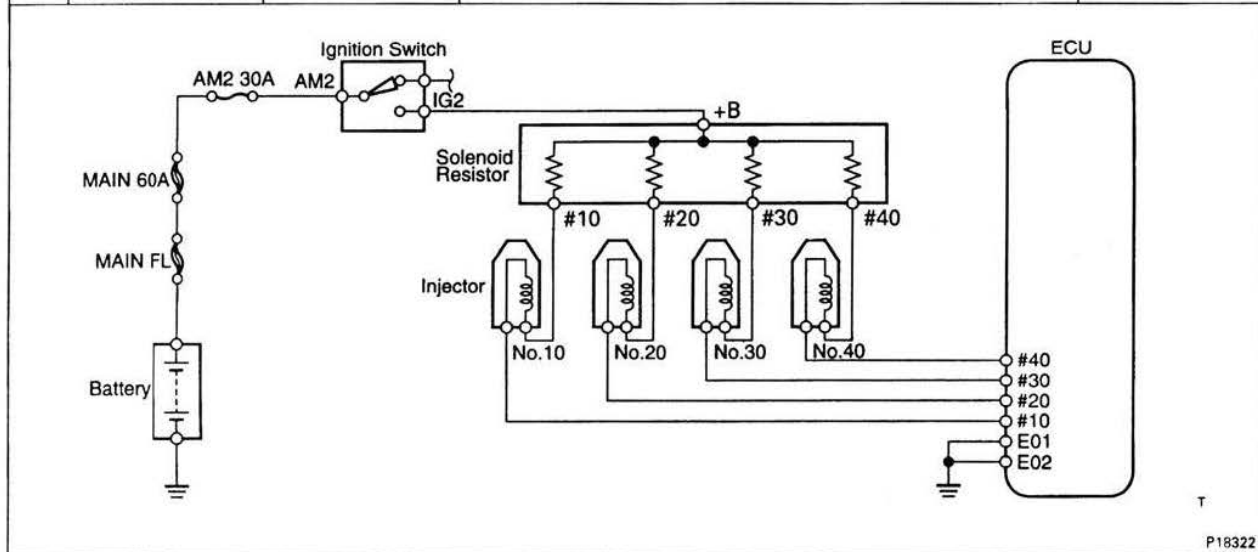 Ignition Switch
AM2 30A
AM2
IG2
+B
ECU
MAIN 60A
Solenoid
Resistor
#10
#20
#30
#40
MAIN FL
Injector
No.10
No.20
No.30
No.40
Battery
#40
#30
#20
#10
E01
E02
T
P18322